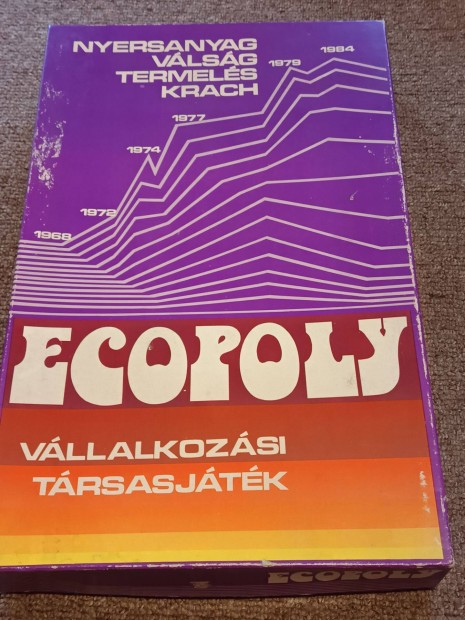 NYERSANYAG
VÁLSÁG
TERMELÉS
KRACH
1984
1979
1977
1974
1972
1968
ECOPOLY
VÁLLALKOZÁSI
TÁRSASJÁTÉK
ECOPOLY